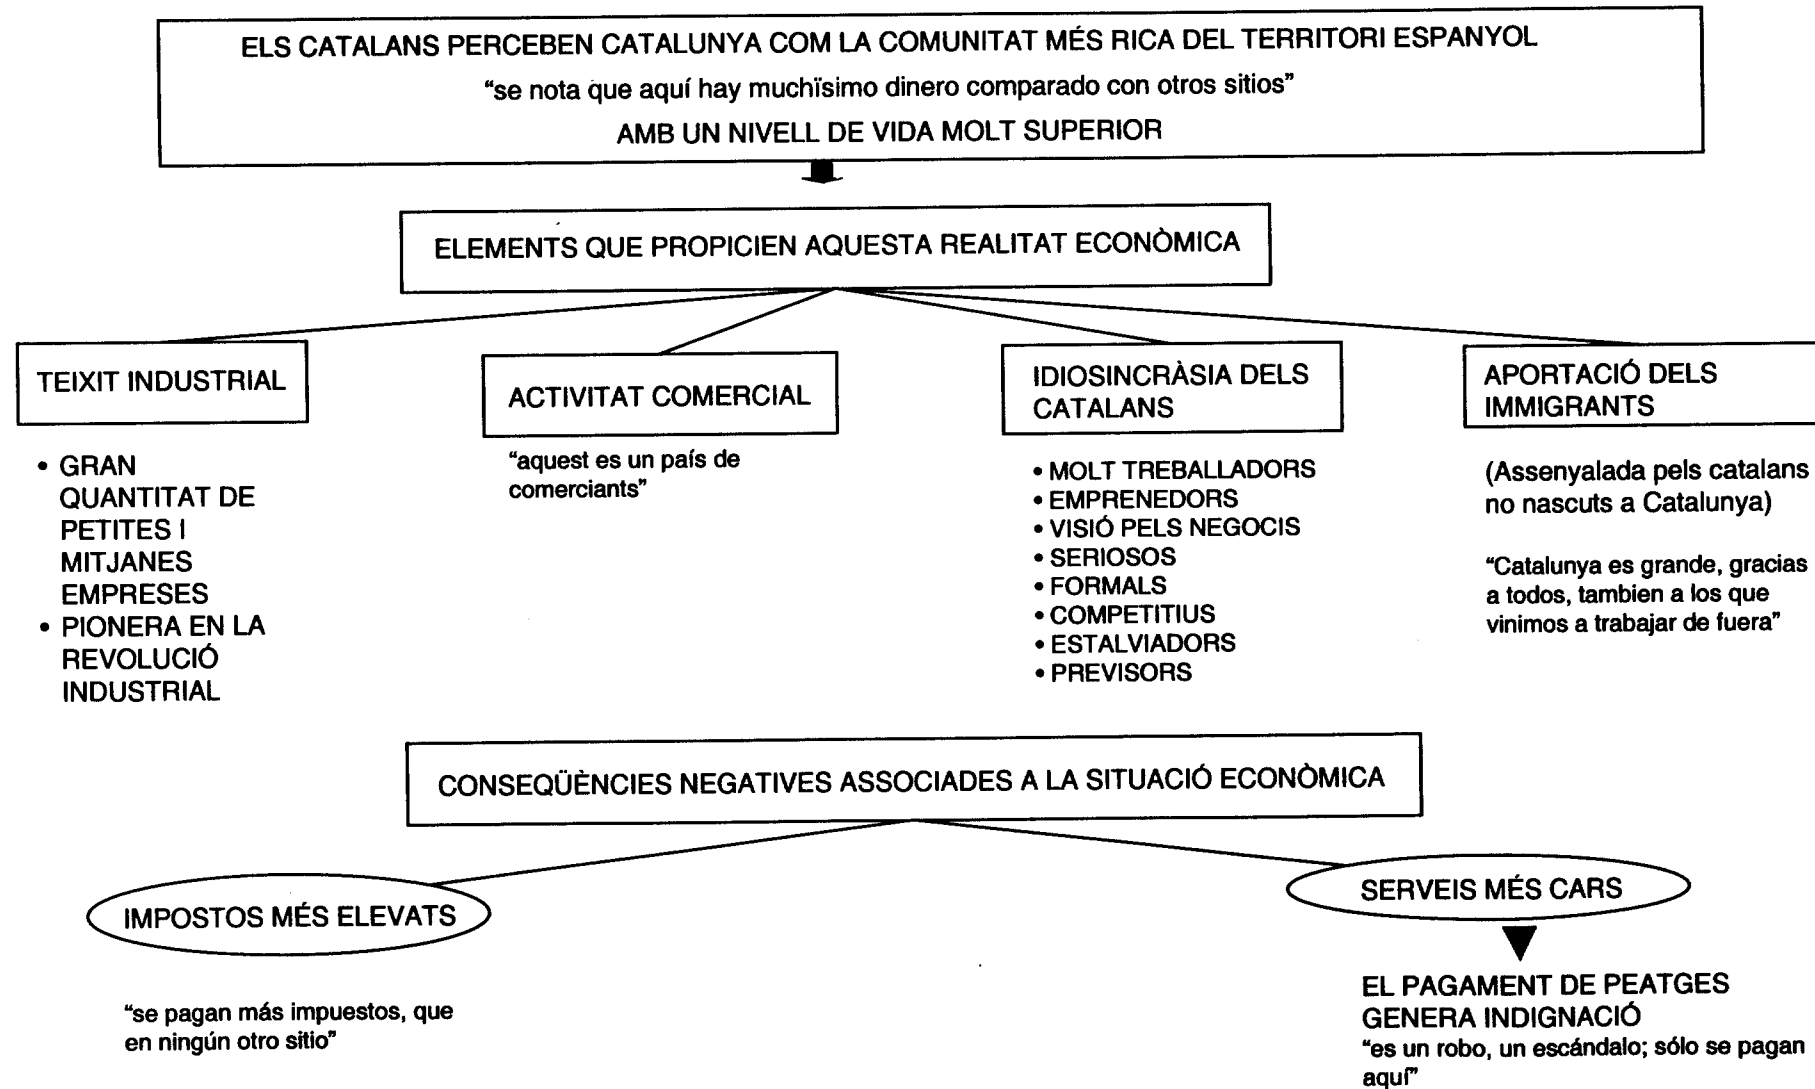 ELS CATALANS PERCEBEN CATALUNYA COM LA COMUNITAT MÉS RICA DEL TERRITORI ESPANYOL
“se nota que aquí hay muchïsimo dinero comparado con otros sitios”
AMB UN NIVELL DE VIDA MOLT SUPERIOR
ELEMENTS QUE PROPICIEN AQUESTA REALITAT ECONÒMICA
TEIXIT INDUSTRIAL
• GRAN
QUANTITAT DE
PETITES I
MITJANES
EMPRESES
• PIONERA EN LA
REVOLUCIÓ
INDUSTRIAL
ACTIVITAT COMERCIAL
“aquest es un país de
comerciants”
IDIOSINCRÀSIA DELS
CATALANS
• MOLT TREBALLADORS
• EMPRENEDORS
• VISIÓ PELS NEGOCIS
• SERIOSOS
• FORMALS
• COMPETITIUS
• ESTALVIADORS
• PREVISORS
APORTACIÓ DELS
IMMIGRANTS
(Assenyalada pels catalans
no nascuts a Catalunya)
“Catalunya es grande, gracias
a todos, tambien a los que
vinimos a trabajar de fuera”
CONSEQÜÈNCIES NEGATIVES ASSOCIADES A LA SITUACIÓ ECONÒMICA
IMPOSTOS MÉS ELEVATS
“se pagan más impuestos, que
en ningún otro sitio”
SERVEIS MÉS CARS
EL PAGAMENT DE PEATGES
GENERA INDIGNACIÓ
“es un robo, un escándalo; sólo se pagan
aquí”